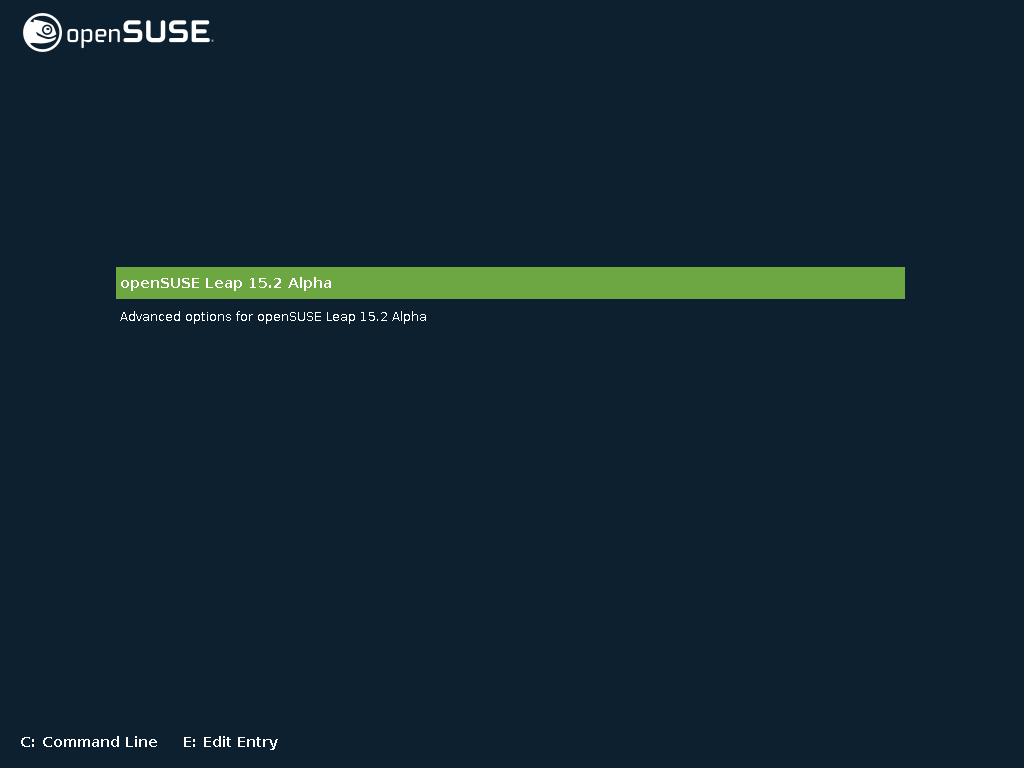 openSUSE
openSUSE Leap 15.2 Alpha
Advanced options for openSUSE Leap 15.2 Alpha
C: Command Line E: Edit Entry